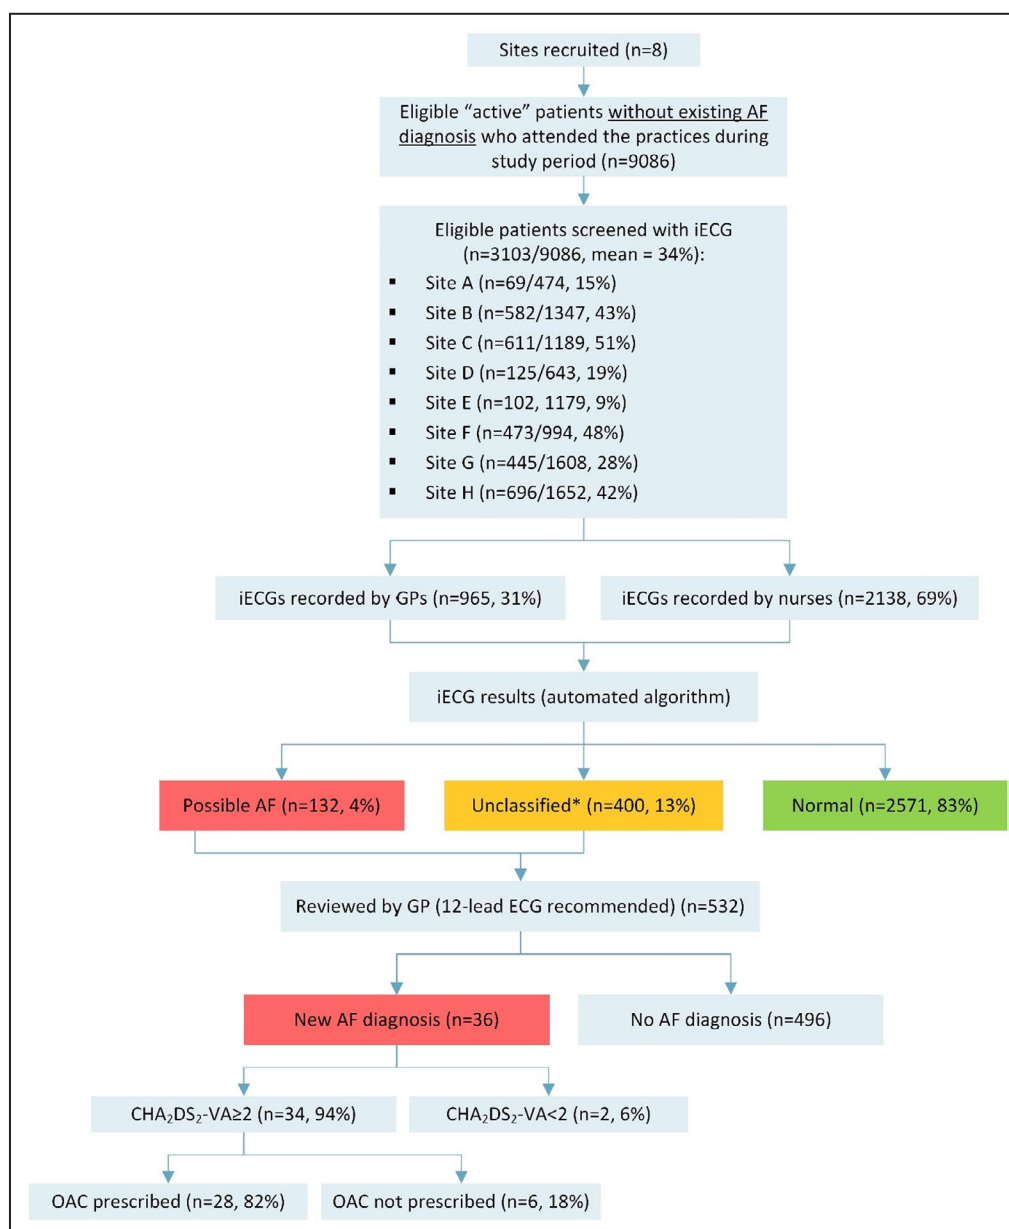 Sites recruited (n=8)
Eligible “active” patients without existing AF
diagnosis who attended the practices during
study period (n=9086)
Eligible patients screened with iECG
(n=3103/9086, mean = 34%):
▪ Site A (n=69/474, 15%)
▪ Site B (n=582/1347, 43%)
▪ Site C (n=611/1189, 51%)
▪ Site D (n=125/643, 19%)
▪ Site E (n=102, 1179, 9%)
▪ Site F (n=473/994, 48%)
▪ Site G (n=445/1608, 28%)
▪ Site H (n=696/1652, 42%)
iECGs recorded by GPs (n=965, 31%)
iECGs recorded by nurses (n=2138, 69%)
iECG results (automated algorithm)
Possible AF (n=132, 4%)
Unclassified* (n=400, 13%)
Normal (n=2571, 83%)
Reviewed by GP (12-lead ECG recommended) (n=532)
New AF diagnosis (n=36)
No AF diagnosis (n=496)
CHA₂DS₂-VA≥2 (n=34, 94%)
CHA₂DS₂-VA<2 (n=2, 6%)
OAC prescribed (n=28, 82%)
OAC not prescribed (n=6, 18%)